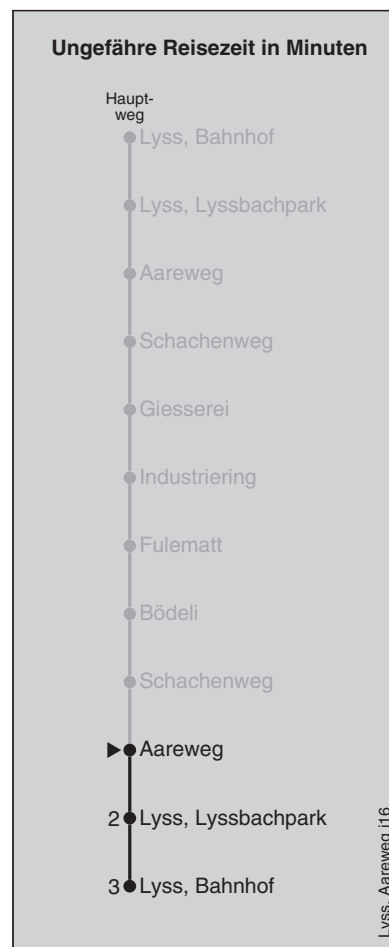 Ungefähre Reisezeit in Minuten
Haupt-
weg
Lyss, Bahnhof
Lyss, Lyssbachpark
Aareweg
Schachenweg
Giesserei
Industriering
Fulematt
Bödeli
Schachenweg
Aareweg
2 Lyss, Lyssbachpark
3 Lyss, Bahnhof
Lyss, Aareweg j16